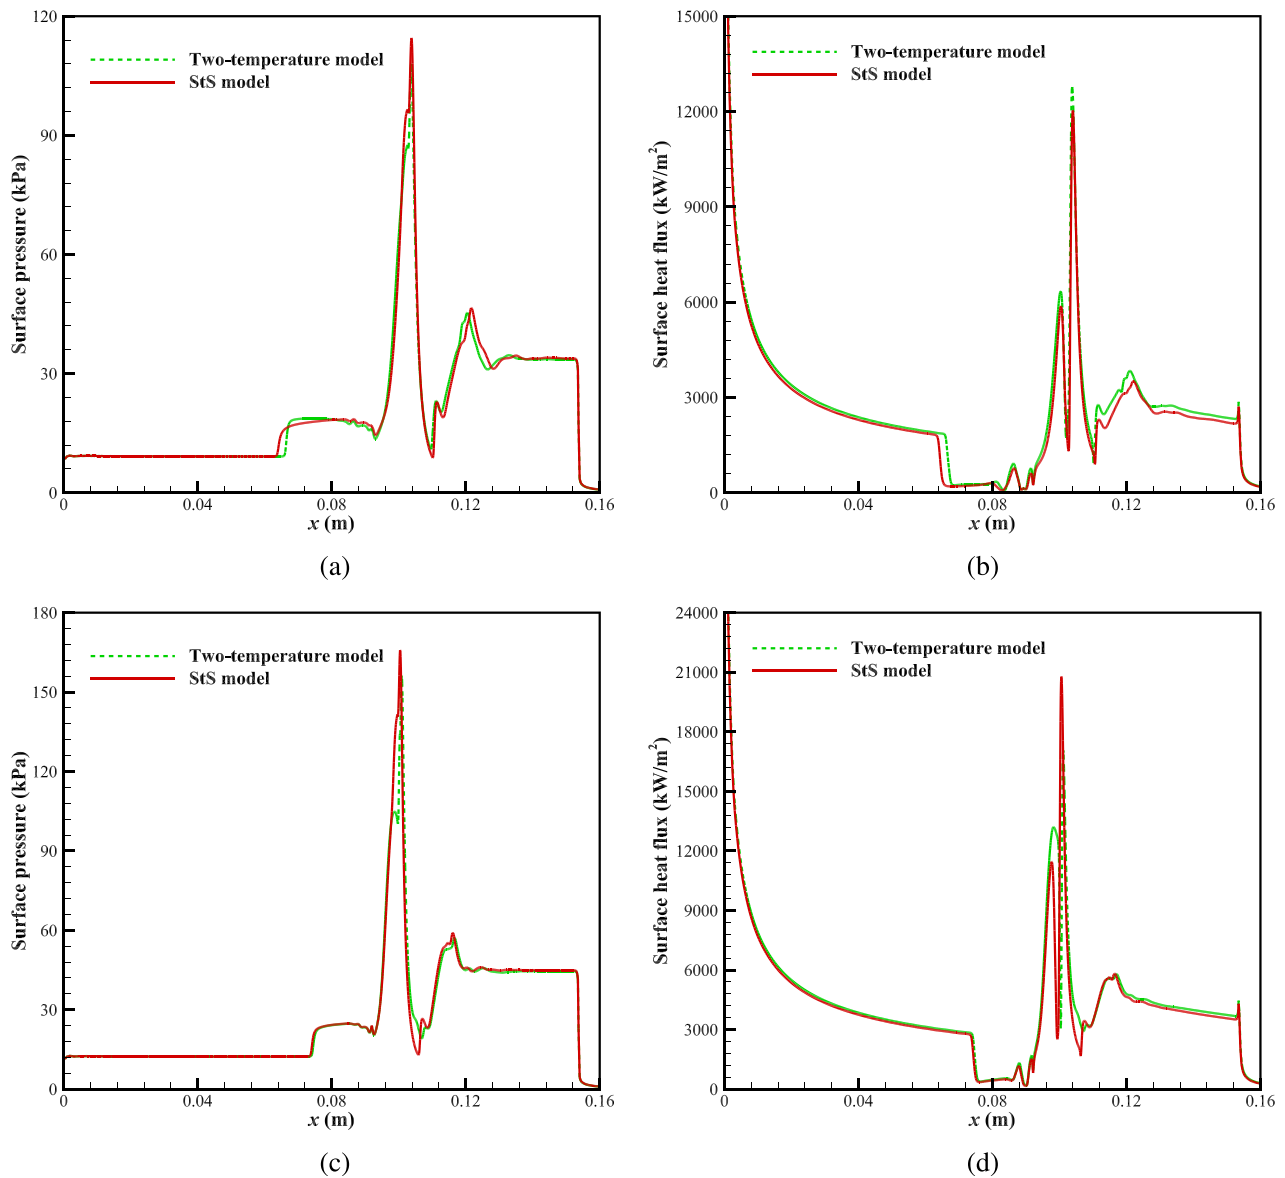 120
90
60
30
0
Surface pressure (kPa)
Two-temperature model
StS model
0 0.04 0.08 0.12 0.16
x (m)
(a)
15000
12000
9000
6000
3000
0
Surface heat flux (kW/m²)
Two-temperature model
StS model
0 0.04 0.08 0.12 0.16
x (m)
(b)
180
150
120
90
60
30
0
Surface pressure (kPa)
Two-temperature model
StS model
0 0.04 0.08 0.12 0.16
x (m)
(c)
24000
21000
18000
15000
12000
9000
6000
3000
0
Surface heat flux (kW/m²)
Two-temperature model
StS model
0 0.04 0.08 0.12 0.16
x (m)
(d)